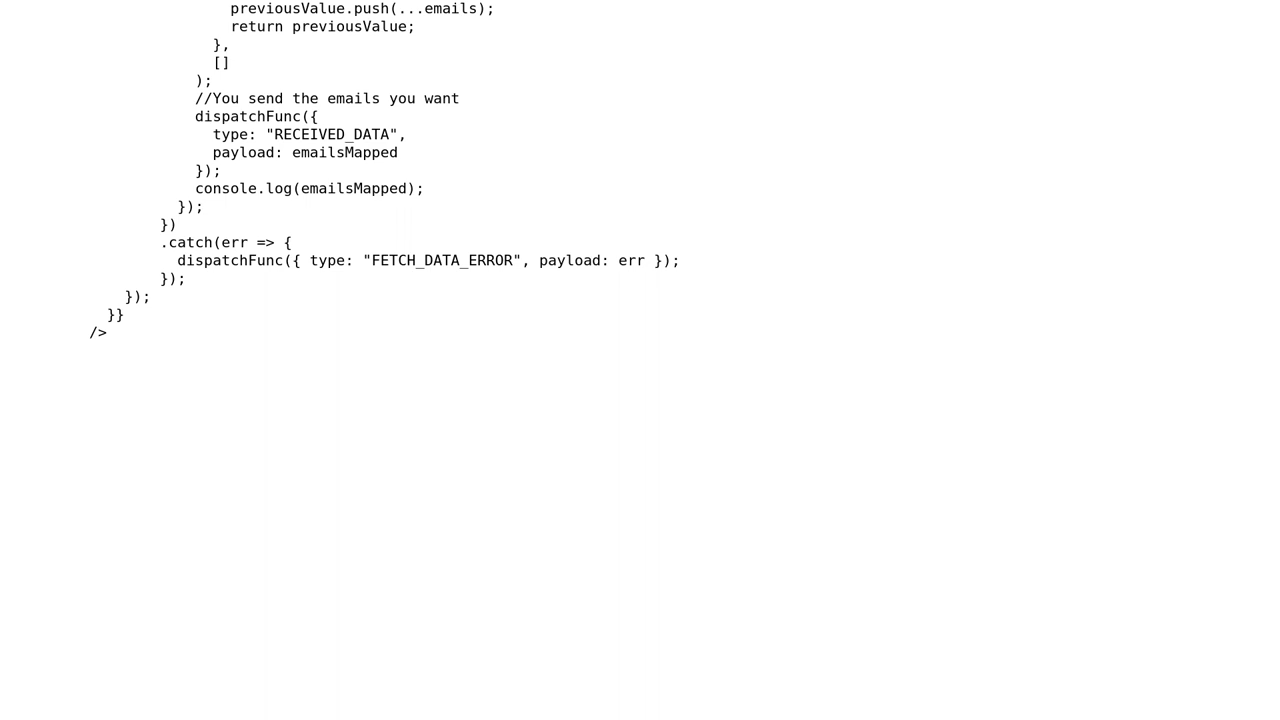 previousValue.push(...emails);
return previousValue;
},
[]
);
//You send the emails you want
dispatchFunc({
type: "RECEIVED_DATA",
payload: emailsMapped
});
console.log(emailsMapped);
});
})
.catch(err => {
dispatchFunc({ type: "FETCH_DATA_ERROR", payload: err });
});
});
}}
/>